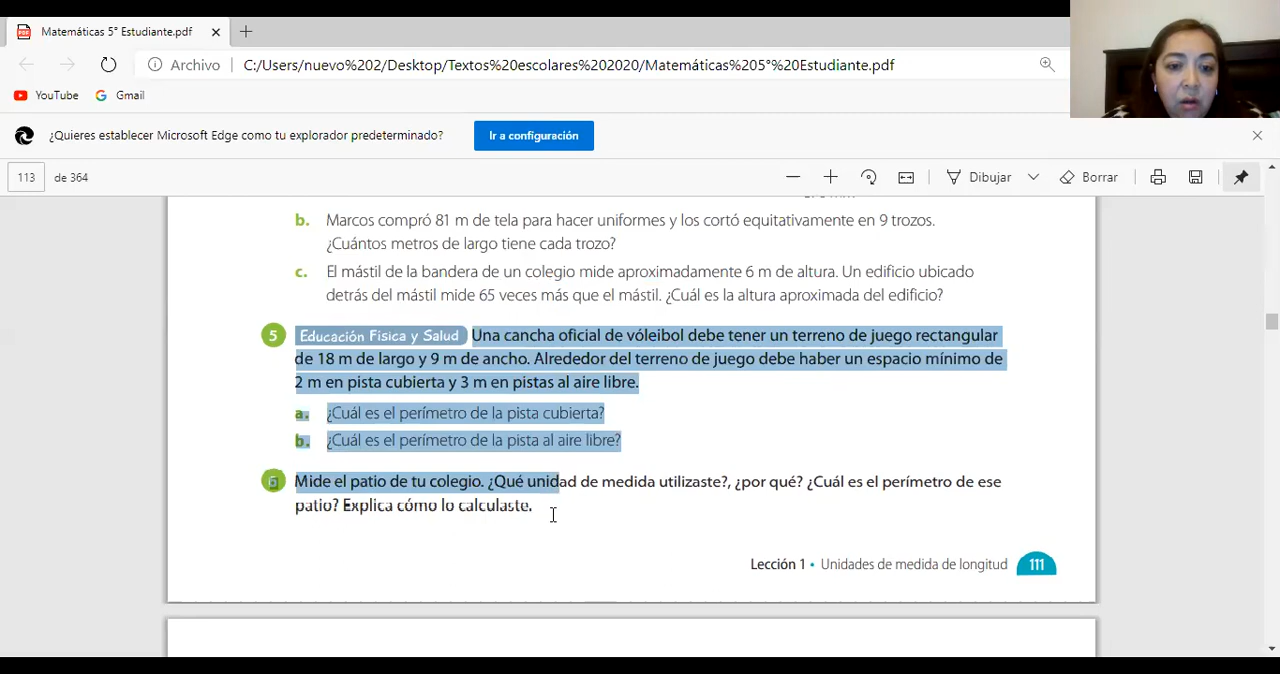 Matemáticas 5° Estudiante.pdf
Archivo
C:/Users/nuevo%202/Desktop/Textos%20escolares%202020/Matemáticas%205°%20Estudiante.pdf
YouTube
Gmail
¿Quieres establecer Microsoft Edge como tu explorador predeterminado?
Ir a configuración
113 de 364
Dibujar
Borrar
b. Marcos compró 81 m de tela para hacer uniformes y los cortó equitativamente en 9 trozos.
¿Cuántos metros de largo tiene cada trozo?
c. El mástil de la bandera de un colegio mide aproximadamente 6 m de altura. Un edificio ubicado
detrás del mástil mide 65 veces más que el mástil. ¿Cuál es la altura aproximada del edificio?
5 Educación Física y Salud Una cancha oficial de vóleibol debe tener un terreno de juego rectangular
de 18 m de largo y 9 m de ancho. Alrededor del terreno de juego debe haber un espacio mínimo de
2 m en pista cubierta y 3 m en pistas al aire libre.
a. ¿Cuál es el perímetro de la pista cubierta?
b. ¿Cuál es el perímetro de la pista al aire libre?
6 Mide el patio de tu colegio. ¿Qué unidad de medida utilizaste?, ¿por qué? ¿Cuál es el perímetro de ese
patio? Explica cómo lo calculaste.
Lección 1 • Unidades de medida de longitud 111